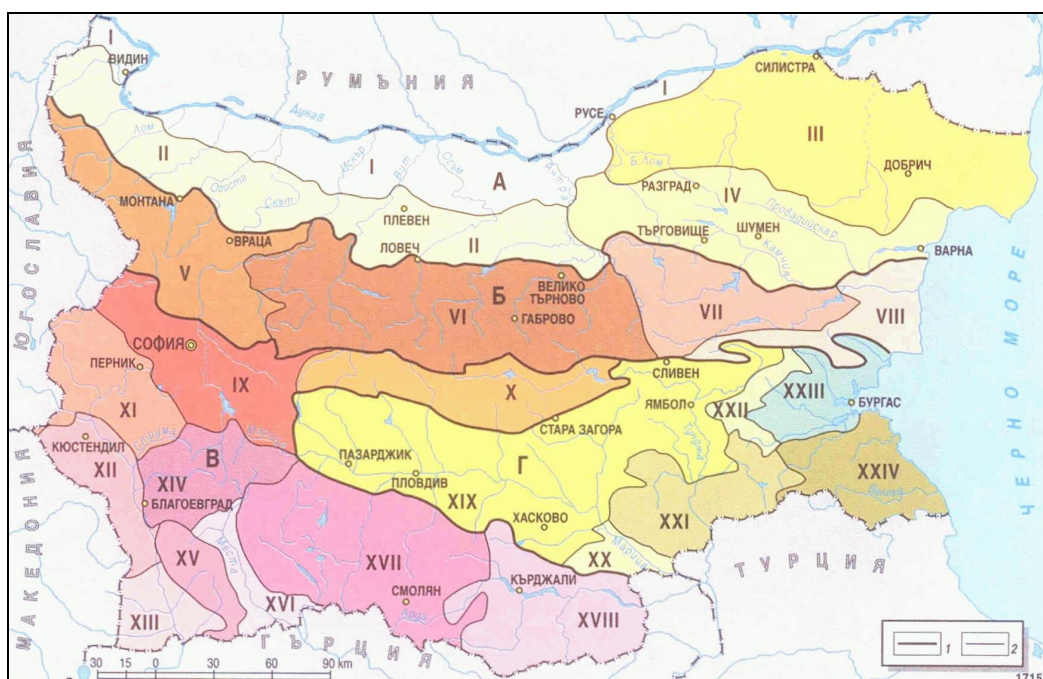 I
ВИДИН
РУМЪНИЯ
СИЛИСТРА
I
Дунав
РУСЕ
III
Лом
II
Искър
I
Вит
Осъм
А
Янтра
Б.Лом
ДОБРИЧ
РАЗГРАД
IV
Огоста
МОНТАНА
Скът
ПЛЕВЕН
Провадийскар
ТЪРГОВИЩЕ
ШУМЕН
Камчия
ВРАЦА
ЛОВЕЧ
II
ВАРНА
ЮГОСЛАВИЯ
V
Б
ВЕЛИКО
ТЪРНОВО
VI
ГАБРОВО
VII
VIII
СОФИЯ
ПЕРНИК
IX
X
СЛИВЕН
XI
ЯМБОЛ
XXII
XXIII
БУРГАС
ЧЕРНО МОРЕ
СТАРА ЗАГОРА
Тунджа
КЮСТЕНДИЛ
Струма
XII
В
ПАЗАРДЖИК
Г
XIV
ПЛОВДИВ
XIX
XXIV
БЛАГОЕВГРАД
ХАСКОВО
XXI
МАКЕДОНИЯ
Места
XV
XVII
XX
Марица
ТУРЦИЯ
СМОЛЯН
КЪРДЖАЛИ
Арда
XVI
XVIII
XIII
ГЪРЦИЯ
30 15 0 30 60 90 km
1
2
1715